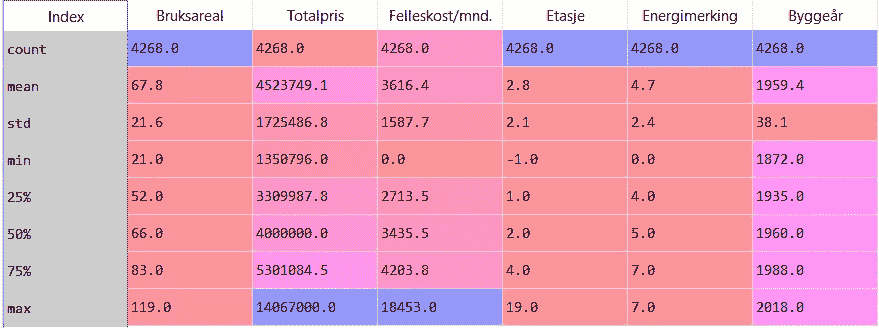 Index Bruksareal Totalpris Felleskost/mnd. Etasje Energimerking Byggeår
count 4268.0 4268.0 4268.0 4268.0 4268.0 4268.0
mean 67.8 4523749.1 3616.4 2.8 4.7 1959.4
std 21.6 1725486.8 1587.7 2.1 2.4 38.1
min 21.0 1350796.0 0.0 -1.0 0.0 1872.0
25% 52.0 3309987.8 2713.5 1.0 4.0 1935.0
50% 66.0 4000000.0 3435.5 2.0 5.0 1960.0
75% 83.0 5301084.5 4203.8 4.0 7.0 1988.0
max 119.0 14067000.0 18453.0 19.0 7.0 2018.0